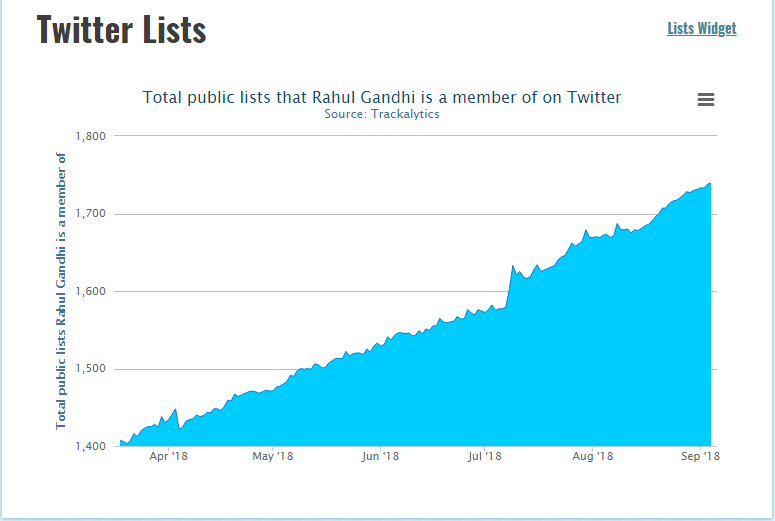 Twitter Lists
Lists Widget
Total public lists that Rahul Gandhi is a member of on Twitter
Source: Trackalytics
Total public lists Rahul Gandhi is a member of
1,800
1,700
1,600
1,500
1,400
Apr '18
May '18
Jun '18
Jul '18
Aug '18
Sep '18